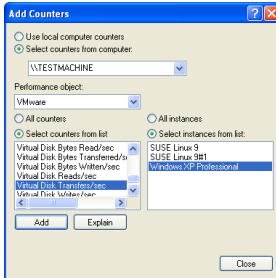 Add Counters
Use local computer counters
Select counters from computer:
\\TESTMACHINE
Performance object:
VMware
All counters
All instances
Select counters from list
Select instances from list:
Virtual Disk Bytes Read/sec
Virtual Disk Bytes Transferred/s
Virtual Disk Bytes Written/sec
Virtual Disk Reads/sec
Virtual Disk Transfers/sec
Virtual Disk Writes/sec
SUSE Linux 9
SUSE Linux 9#1
Windows XP Professional
Add
Explain
Close